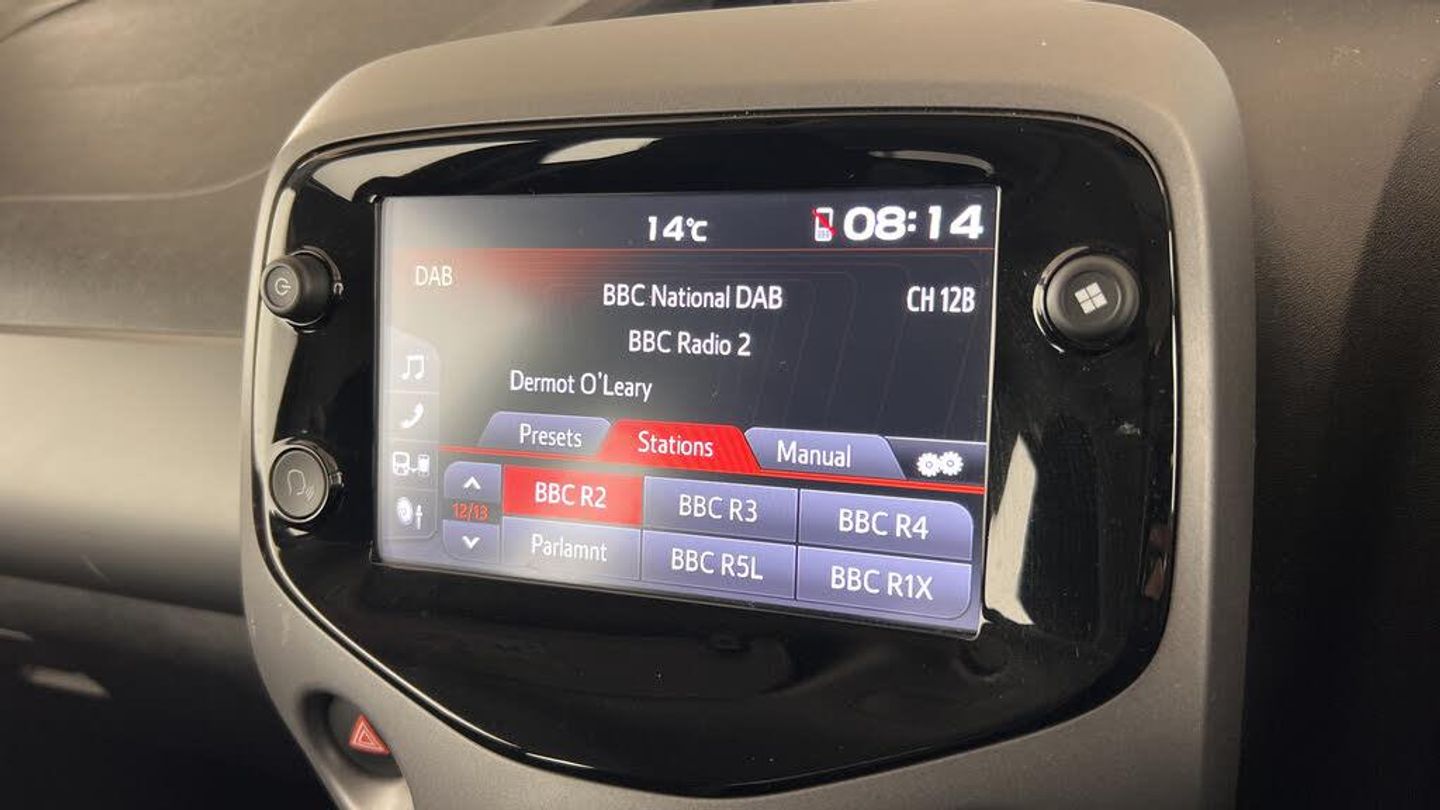 14°C 08:14
DAB
BBC National DAB CH 12B
BBC Radio 2
Dermot O'Leary
Presets Stations Manual
12/13
BBC R2 BBC R3 BBC R4
Parlamnt BBC R5L BBC R1X